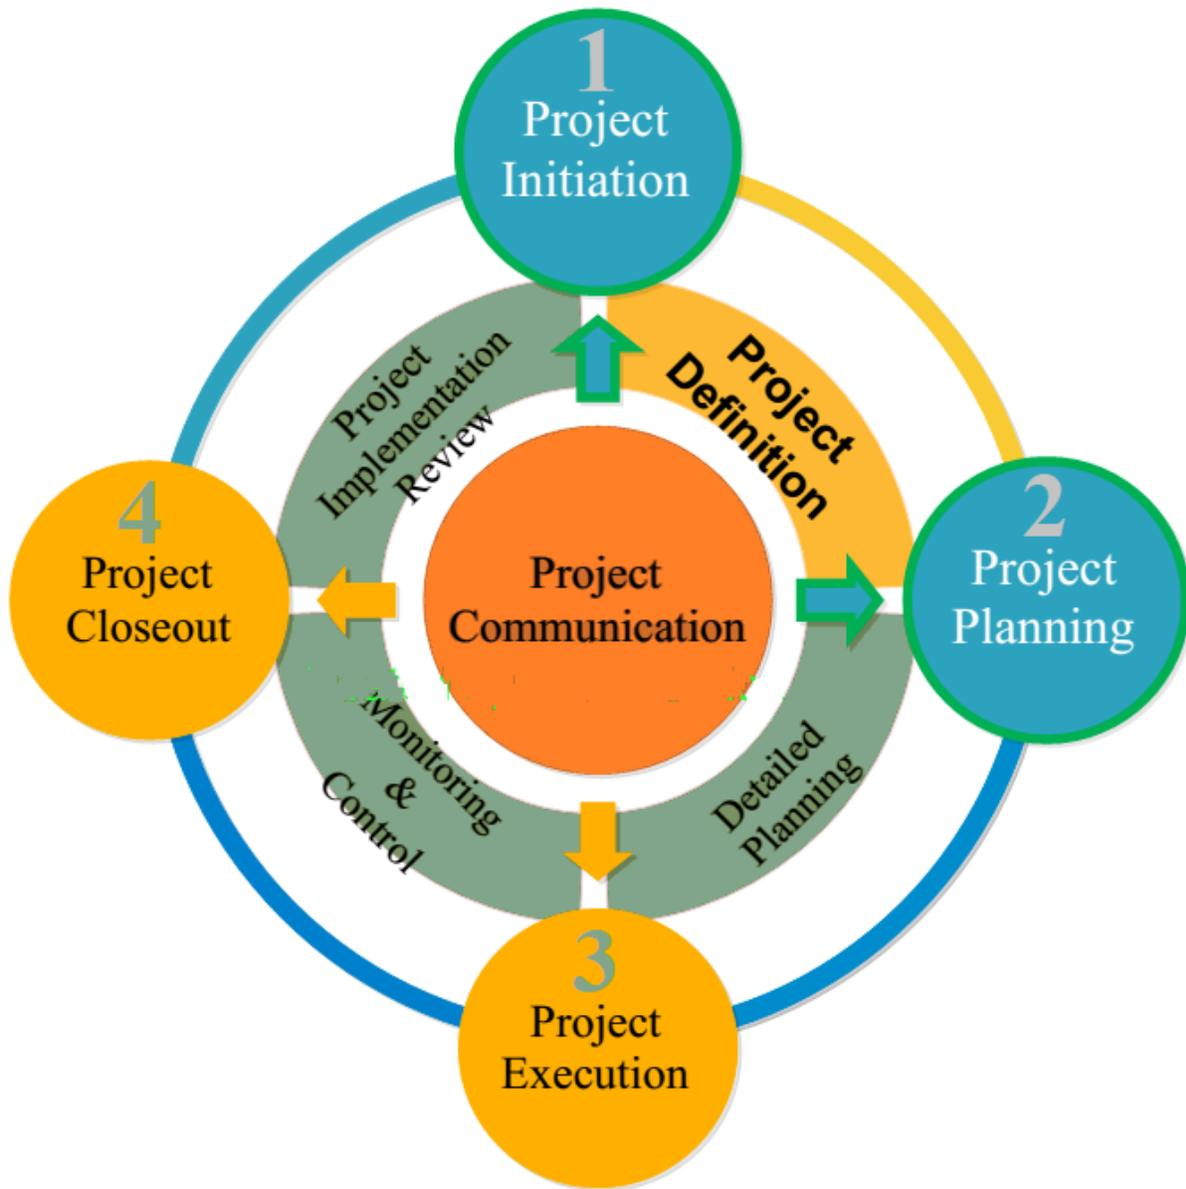 1
Project
Initiation
Project
Definition
2
Project
Planning
Detailed
Planning
3
Project
Execution
Monitoring
&
Control
4
Project
Closeout
Project
Implementation
Review
Project
Communication